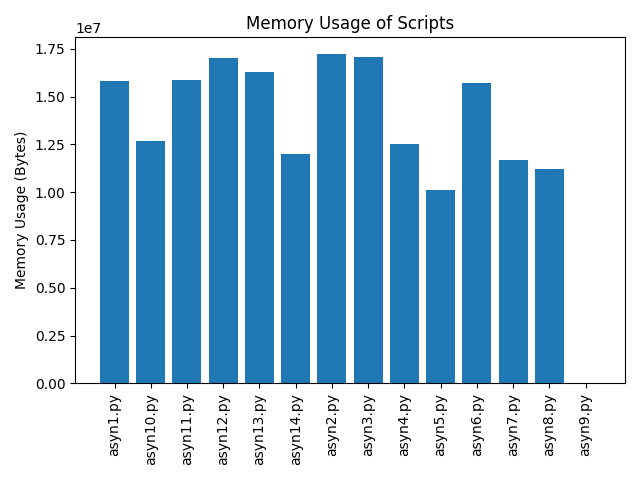 Memory Usage of Scripts
1e7
Memory Usage (Bytes)
1.75
1.50
1.25
1.00
0.75
0.50
0.25
0.00
asyn1.py
asyn10.py
asyn11.py
asyn12.py
asyn13.py
asyn14.py
asyn2.py
asyn3.py
asyn4.py
asyn5.py
asyn6.py
asyn7.py
asyn8.py
asyn9.py